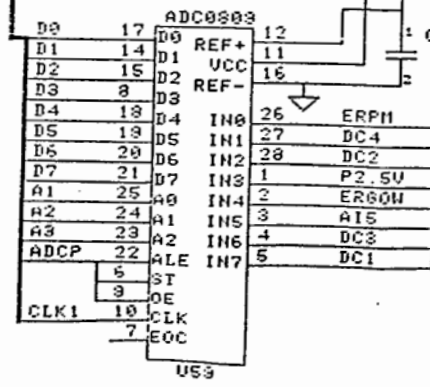 ADC0809
D0 17 D0 REF+ 12
D1 14 D1 VCC 11
D2 15 D2 REF- 16
D3 8 D3
D4 18 D4 IN0 26 ERPM
D5 19 D5 IN1 27 DC4
D6 20 D6 IN2 28 DC2
D7 21 D7 IN3 1 P2.5V
A1 25 A0 IN4 2 ERGOW
A2 24 A1 IN5 3 AI5
A3 23 A2 IN6 4 DC3
ADCP 22 ALE IN7 5 DC1
6 ST
9 OE
CLK1 10 CLK
7 EOC
U59
1
2